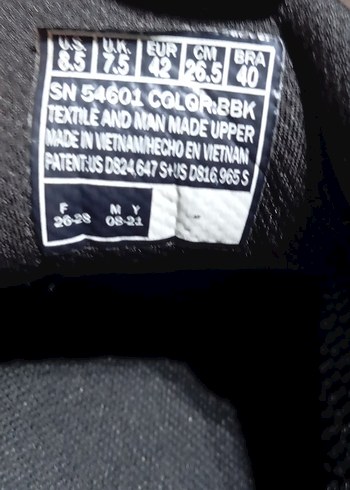 U.S. U.K. EUR CM BRA
8.5 7.5 42 26.5 40
SN 54601 COLOR:BBK
TEXTILE AND MAN MADE UPPER
MADE IN VIETNAM/HECHO EN VIETNAM
PATENT:US D824,647 S+US D816,965 S
F M Y
26-28 08-21